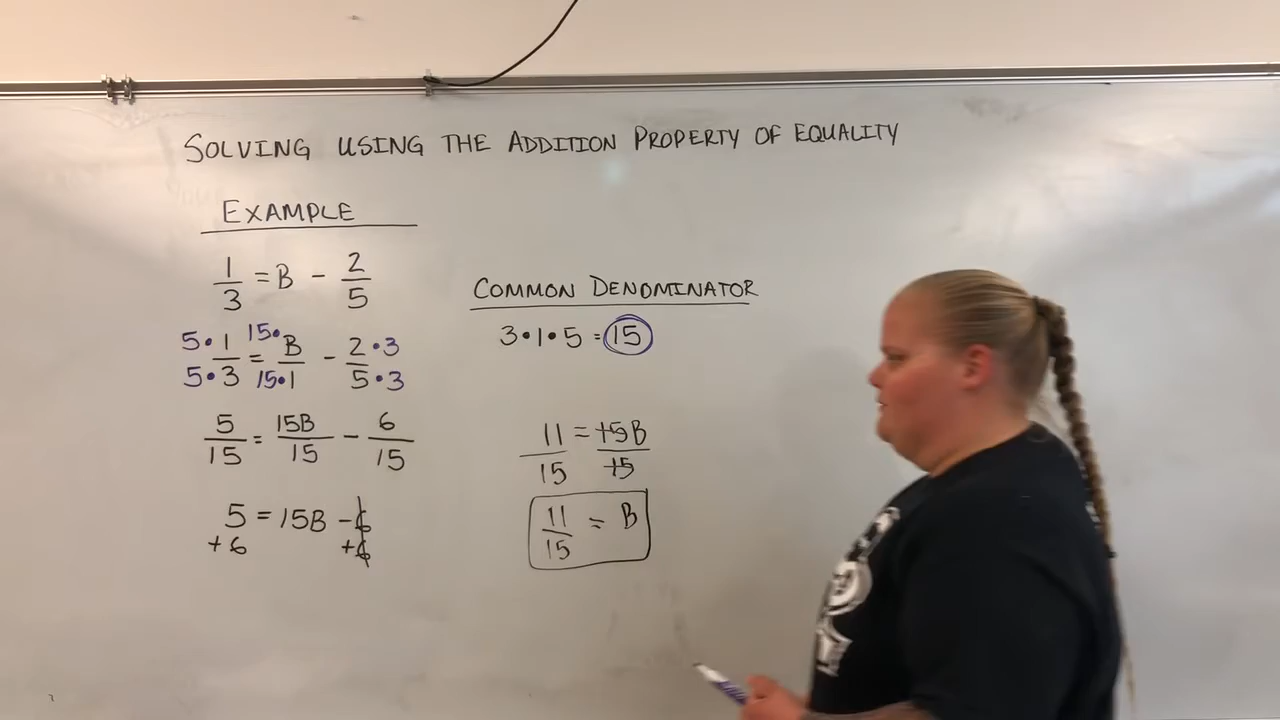 SOLVING USING THE ADDITION PROPERTY OF EQUALITY
EXAMPLE
1/3 = B - 2/5
5•1/5•3 = 15•B/15•1 - 2•3/5•3
5/15 = 15B/15 - 6/15
5 = 15B - 6
+6 +6
COMMON DENOMINATOR
3•1•5 = 15
11/15 = 15B/15
11/15 = B